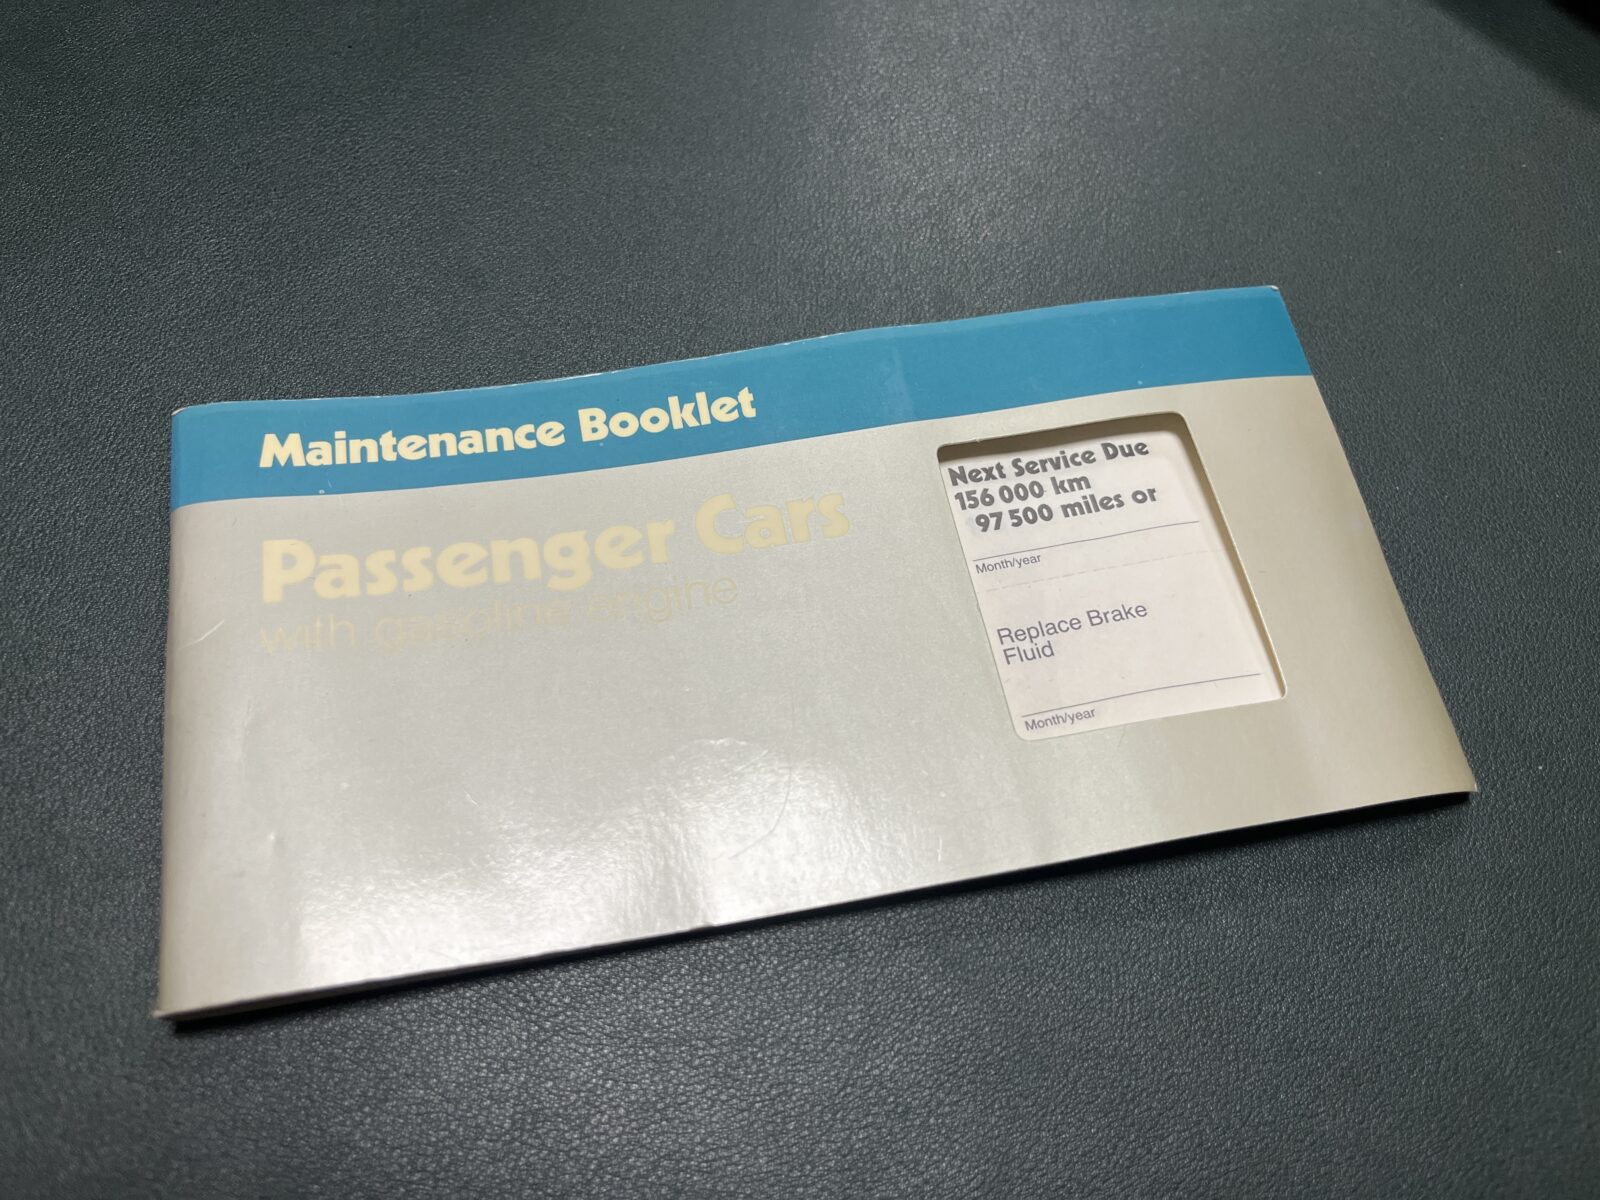 Maintenance Booklet
Passenger Cars
with gasoline engine
Next Service Due
156 000 km
97 500 miles or
Month/year
Replace Brake
Fluid
Month/year